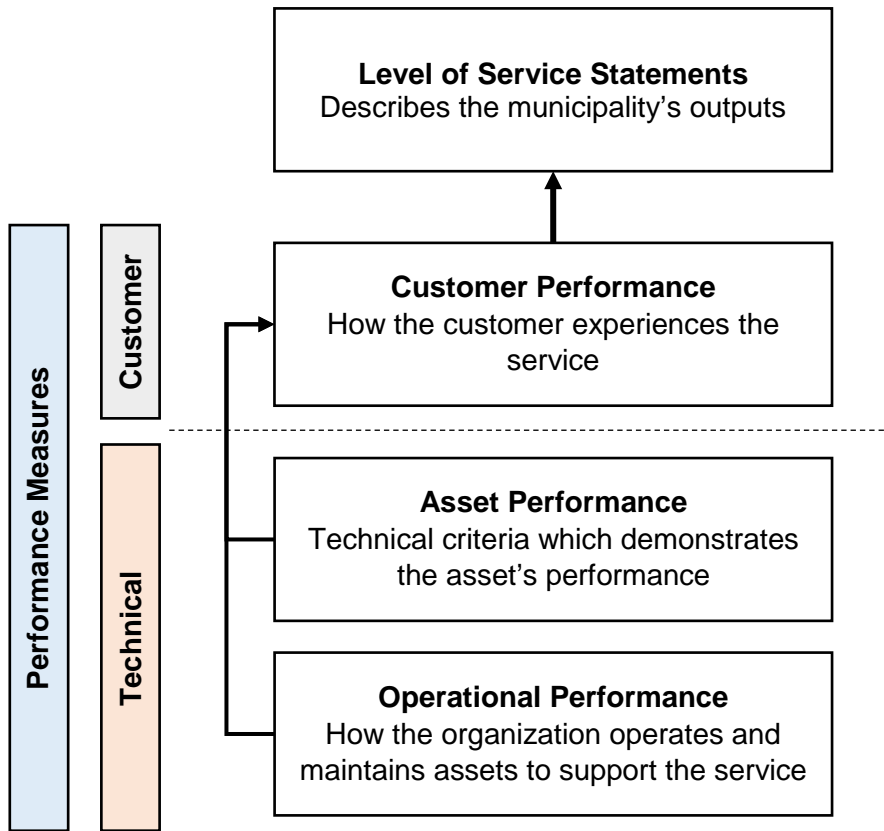 Level of Service Statements
Describes the municipality’s outputs
Performance Measures
Customer
Customer Performance
How the customer experiences the
service
Technical
Asset Performance
Technical criteria which demonstrates
the asset’s performance
Operational Performance
How the organization operates and
maintains assets to support the service